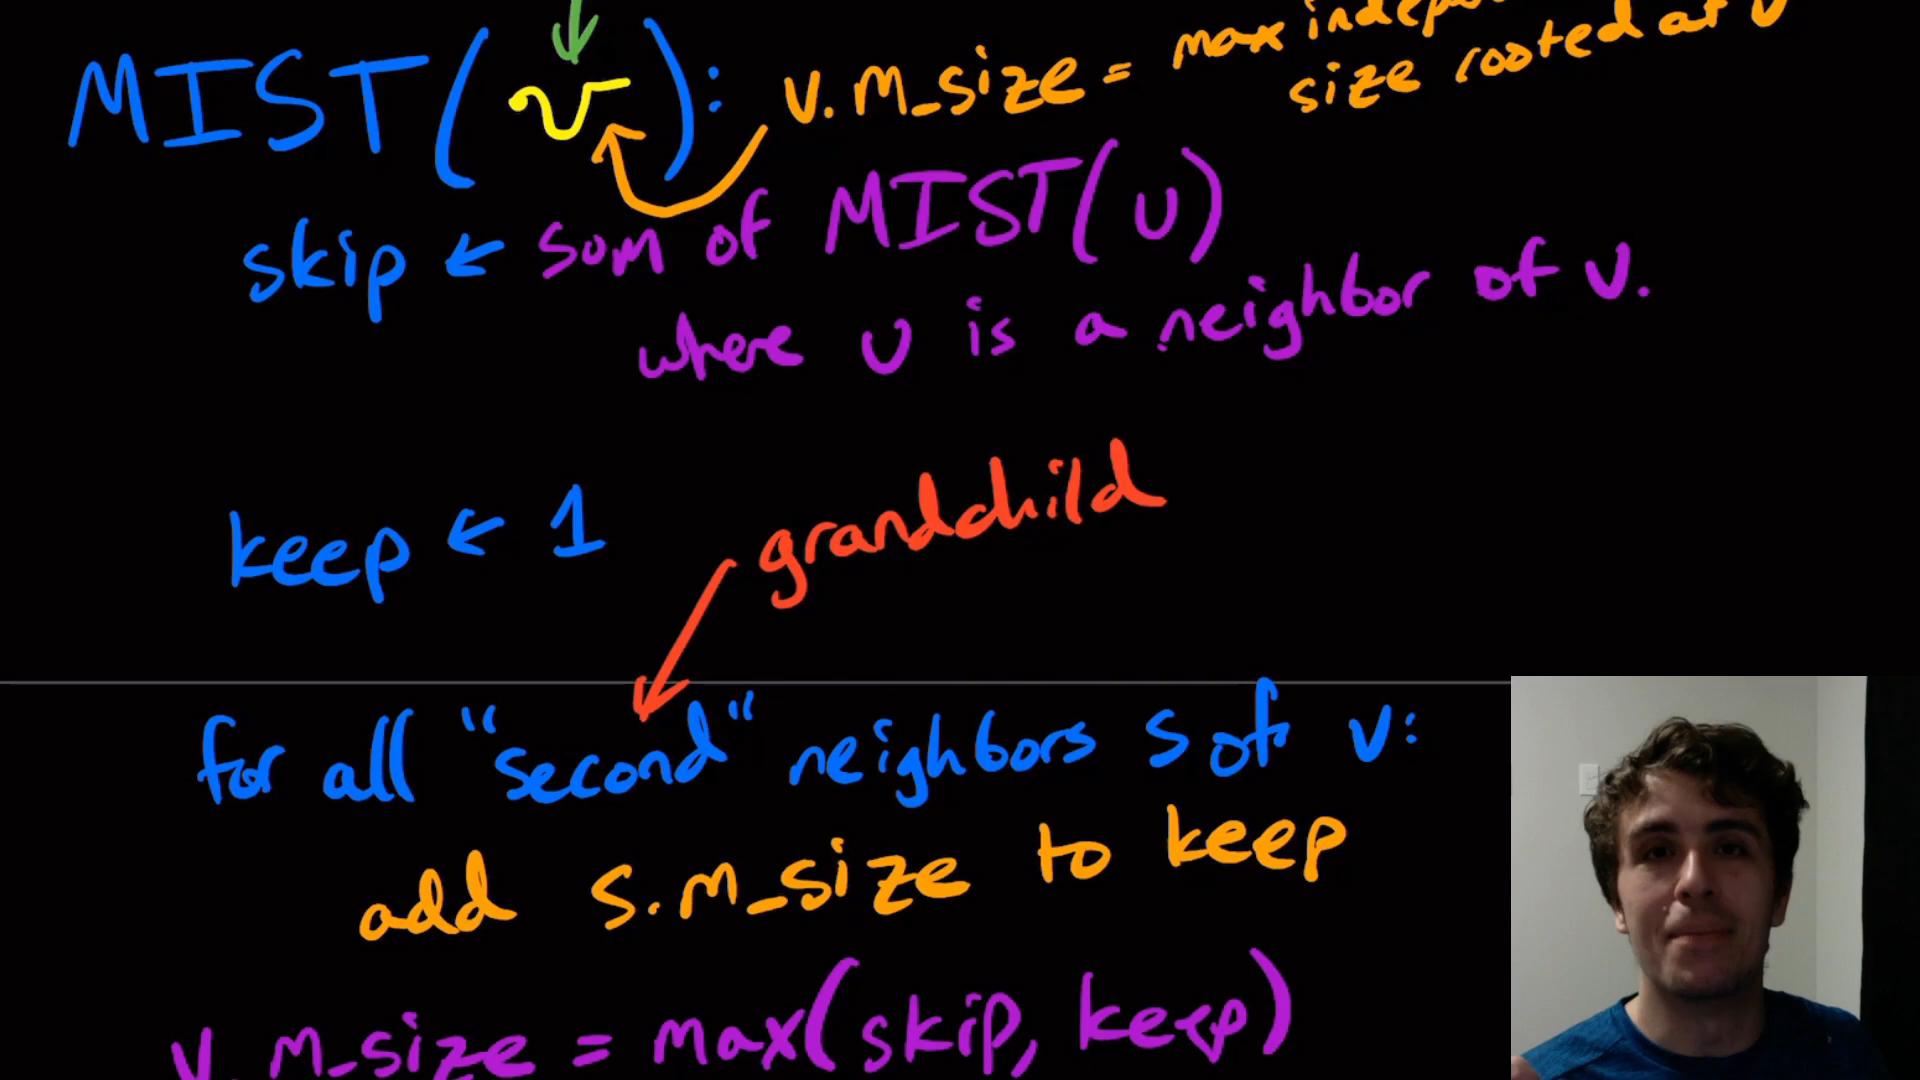 MIST(v): v.m_size = max
size rooted at v
skip ← sum of MIST(u)
where u is a neighbor of v.
keep ← 1
grandchild
for all "second" neighbors s of v:
add s.m_size to keep
v.m_size = max(skip, keep)